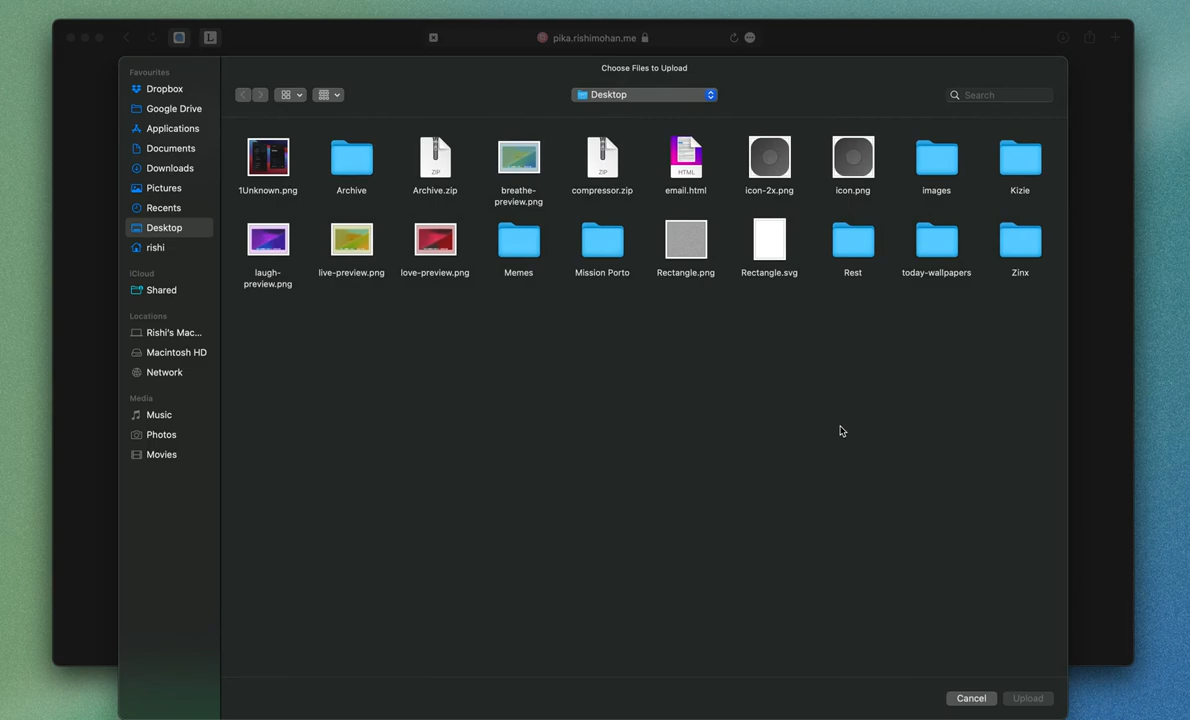 L
pika.rishimohan.me
Choose Files to Upload
Favourites
Dropbox
Google Drive
Applications
Documents
Downloads
Pictures
Recents
Desktop
rishi
iCloud
Shared
Locations
Rishi's Mac...
Macintosh HD
Network
Media
Music
Photos
Movies
Desktop
Search
1Unknown.png
Archive
ZIP
Archive.zip
breathe-
preview.png
ZIP
compressor.zip
HTML
email.html
icon-2x.png
icon.png
images
Kizie
laugh-
preview.png
live-preview.png
love-preview.png
Memes
Mission Porto
Rectangle.png
Rectangle.svg
Rest
today-wallpapers
Zinx
Cancel
Upload